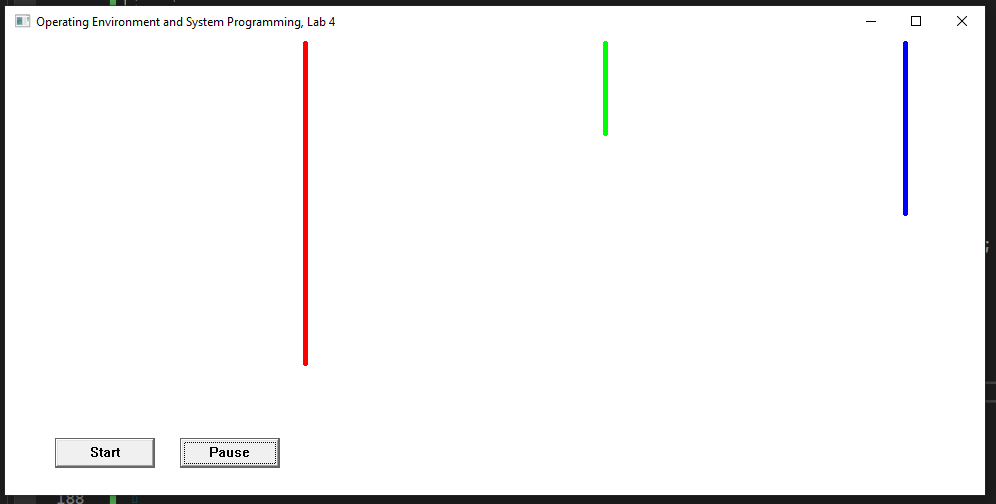 Operating Environment and System Programming, Lab 4
;
Start Pause
188